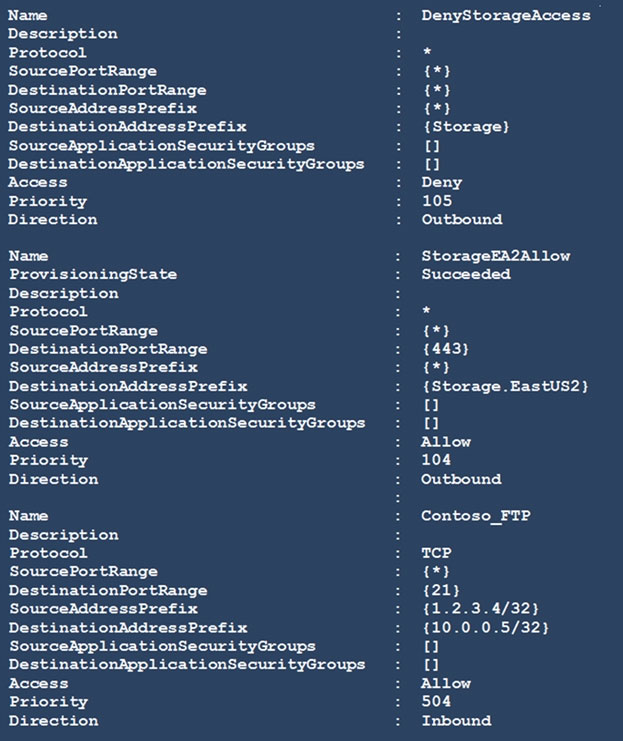 Name : DenyStorageAccess
Description :
Protocol : *
SourcePortRange : {*}
DestinationPortRange : {*}
SourceAddressPrefix : {*}
DestinationAddressPrefix : {Storage}
SourceApplicationSecurityGroups : []
DestinationApplicationSecurityGroups : []
Access : Deny
Priority : 105
Direction : Outbound
Name : StorageEA2Allow
ProvisioningState : Succeeded
Description :
Protocol : *
SourcePortRange : {*}
DestinationPortRange : {443}
SourceAddressPrefix : {*}
DestinationAddressPrefix : {Storage.EastUS2}
SourceApplicationSecurityGroups : []
DestinationApplicationSecurityGroups : []
Access : Allow
Priority : 104
Direction : Outbound
:
Name : Contoso_FTP
Description :
Protocol : TCP
SourcePortRange : {*}
DestinationPortRange : {21}
SourceAddressPrefix : {1.2.3.4/32}
DestinationAddressPrefix : {10.0.0.5/32}
SourceApplicationSecurityGroups : []
DestinationApplicationSecurityGroups : []
Access : Allow
Priority : 504
Direction : Inbound